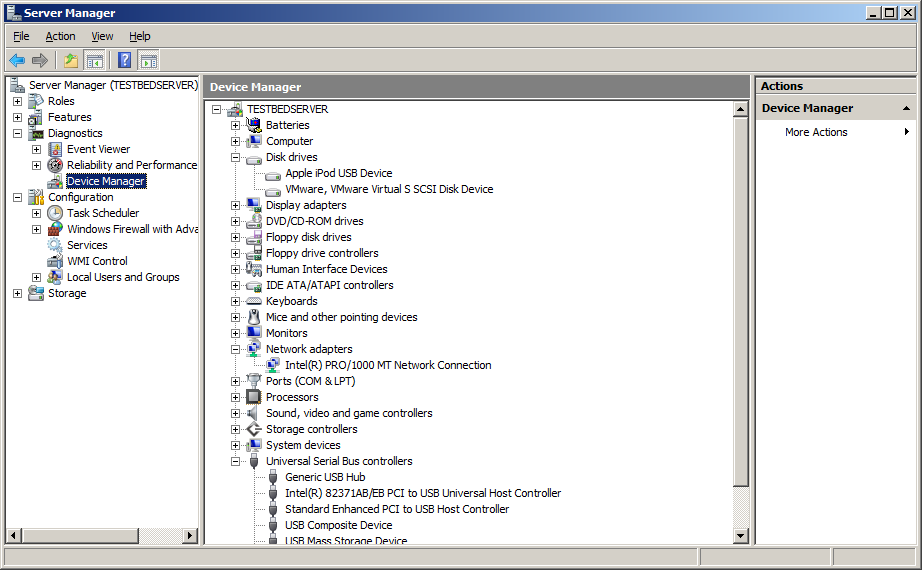 Server Manager
File Action View Help
Server Manager (TESTBEDSERVER)
Roles
Features
Diagnostics
Event Viewer
Reliability and Performance
Device Manager
Configuration
Task Scheduler
Windows Firewall with Adva
Services
WMI Control
Local Users and Groups
Storage
Device Manager
TESTBEDSERVER
Batteries
Computer
Disk drives
Apple iPod USB Device
VMware, VMware Virtual S SCSI Disk Device
Display adapters
DVD/CD-ROM drives
Floppy disk drives
Floppy drive controllers
Human Interface Devices
IDE ATA/ATAPI controllers
Keyboards
Mice and other pointing devices
Monitors
Network adapters
Intel(R) PRO/1000 MT Network Connection
Ports (COM & LPT)
Processors
Sound, video and game controllers
Storage controllers
System devices
Universal Serial Bus controllers
Generic USB Hub
Intel(R) 82371AB/EB PCI to USB Universal Host Controller
Standard Enhanced PCI to USB Host Controller
USB Composite Device
USB Mass Storage Device
Actions
Device Manager
More Actions